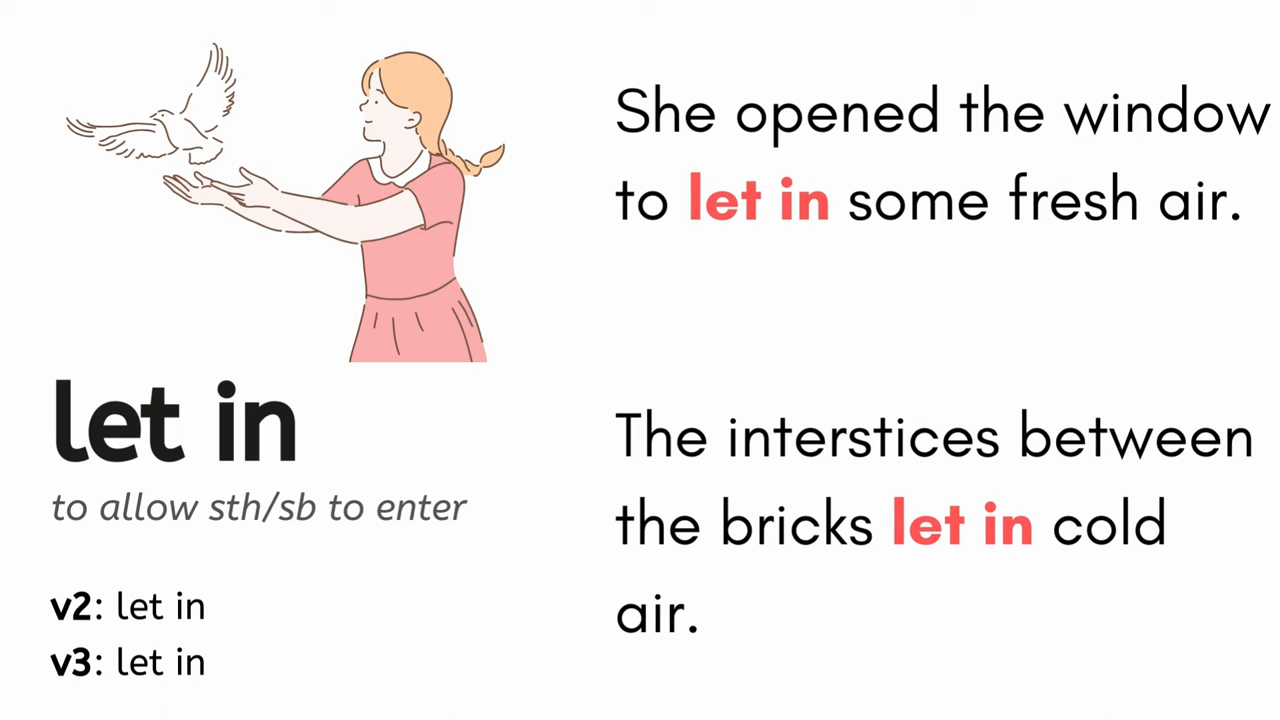 let in
to allow sth/sb to enter
v2: let in
v3: let in
She opened the window
to let in some fresh air.
The interstices between
the bricks let in cold
air.